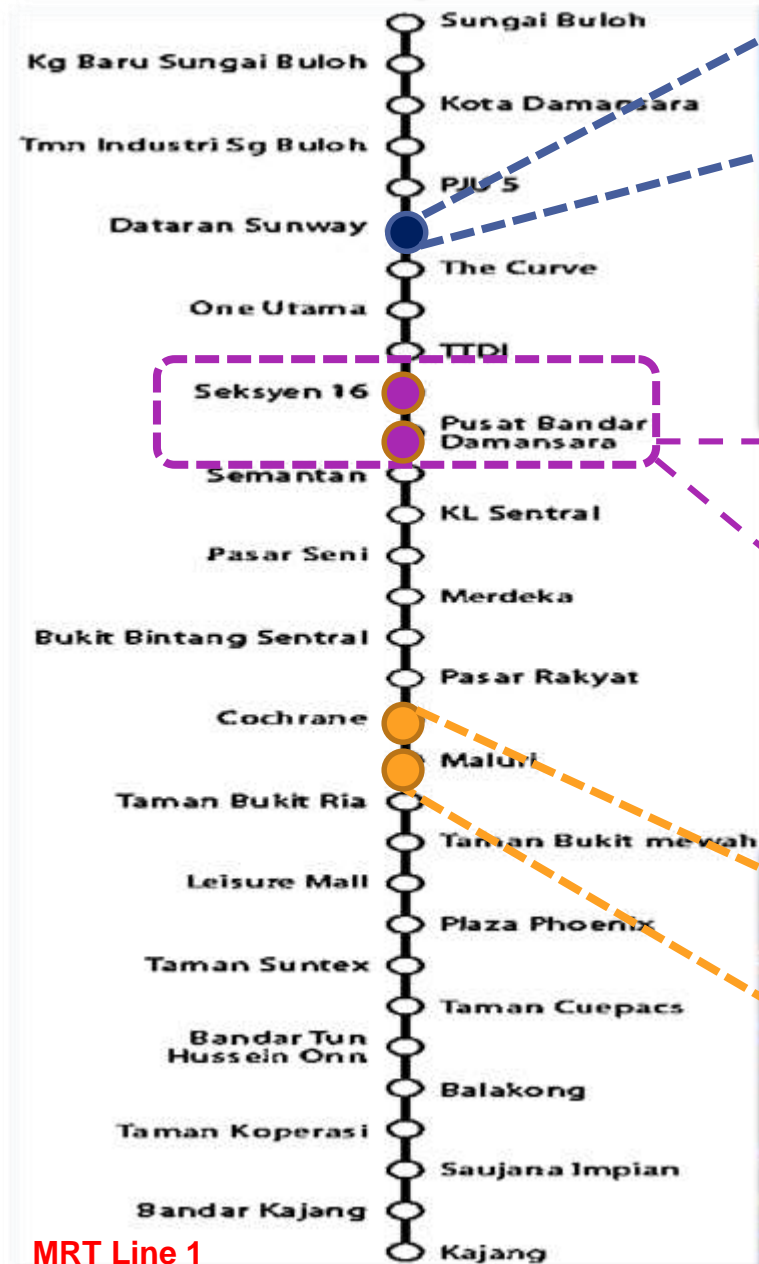 Sungai Buloh
Kg Baru Sungai Buloh
Kota Damansara
Tmn Industri Sg Buloh
PJU 5
Dataran Sunway
The Curve
One Utama
TTDI
Seksyen 16
Pusat Bandar
Damansara
Semantan
KL Sentral
Pasar Seni
Merdeka
Bukit Bintang Sentral
Pasar Rakyat
Cochrane
Maluri
Taman Bukit Ria
Taman Bukit mewah
Leisure Mall
Plaza Phoenix
Taman Suntex
Taman Cuepacs
Bandar Tun
Hussein Onn
Balakong
Taman Koperasi
Saujana Impian
Bandar Kajang
Kajang
MRT Line 1